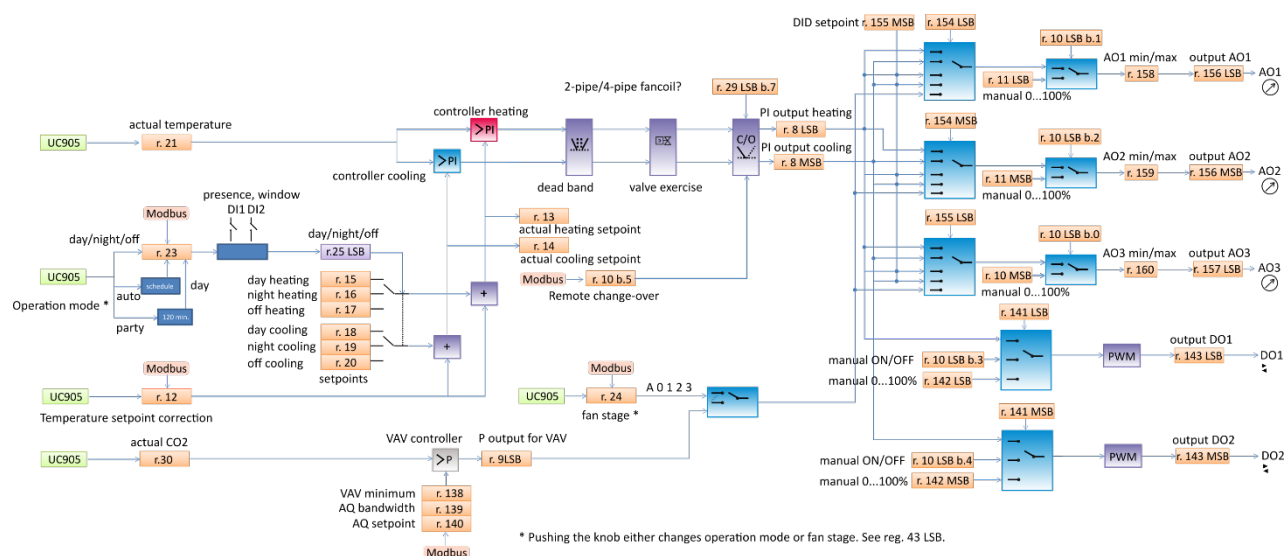 DID setpoint r. 155 MSB
r. 154 LSB
r. 10 LSB b.1
AO1 min/max
output AO1
r. 158
r. 156 LSB
AO1
r. 11 LSB
manual 0...100%
2-pipe/4-pipe fancoil?
r. 29 LSB b.7
controller heating
PI output heating
actual temperature
UC905
r. 21
>PI
r. 8 LSB
C/O
PI output cooling
r. 8 MSB
>PI
controller cooling
dead band
valve exercise
r. 154 MSB
r. 10 LSB b.2
AO2 min/max
output AO2
r. 159
r. 156 MSB
AO2
r. 11 MSB
manual 0...100%
presence, window
Modbus
DI1 DI2
day/night/off
r. 23
day/night/off
r.25 LSB
r. 13
actual heating setpoint
r. 14
actual cooling setpoint
r. 155 LSB
r. 10 LSB b.0
AO3 min/max
output AO3
r. 160
r. 157 LSB
AO3
r. 10 MSB
manual 0...100%
UC905
auto
schedule
day
Operation mode *
party
120 min.
day heating
r. 15
night heating
r. 16
off heating
r. 17
+
Modbus
r. 10 b.5
Remote change-over
day cooling
r. 18
night cooling
r. 19
off cooling
r. 20
setpoints
+
r. 141 LSB
manual ON/OFF
r. 10 LSB b.3
manual 0...100%
r. 142 LSB
PWM
output DO1
r. 143 LSB
DO1
Modbus
UC905
r. 12
Temperature setpoint correction
Modbus
UC905
r. 24
A 0 1 2 3
fan stage *
r. 141 MSB
manual ON/OFF
r. 10 LSB b.4
manual 0...100%
r. 142 MSB
PWM
output DO2
r. 143 MSB
DO2
actual CO2
UC905
r.30
VAV controller
>P
P output for VAV
r. 9LSB
VAV minimum
r. 138
AQ bandwidth
r. 139
AQ setpoint
r. 140
Modbus
* Pushing the knob either changes operation mode or fan stage. See reg. 43 LSB.